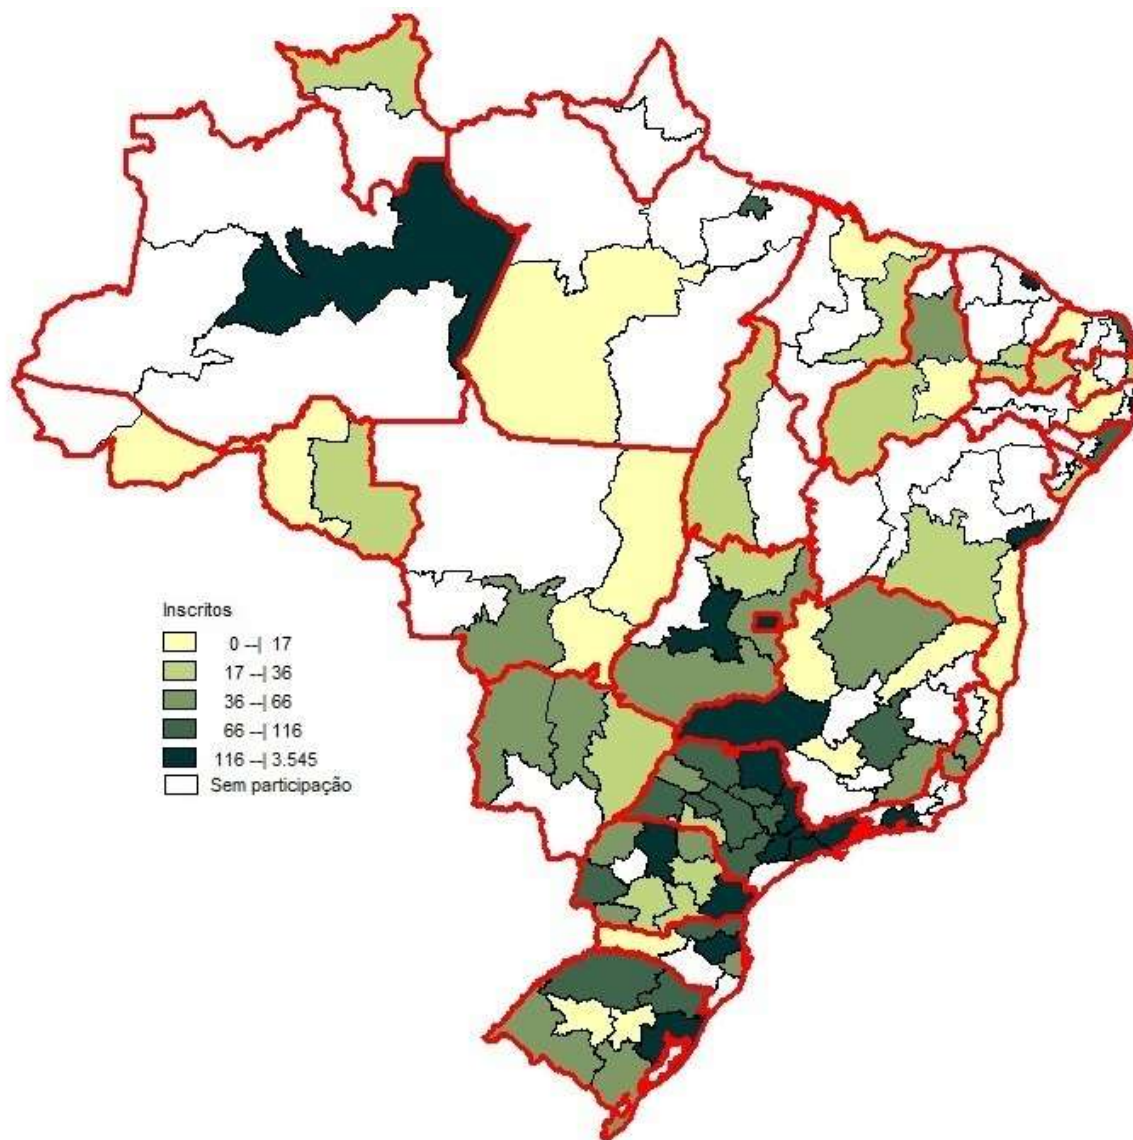 Inscritos
0 --| 17
17 --| 36
36 --| 66
66 --| 116
116 --| 3.545
Sem participação